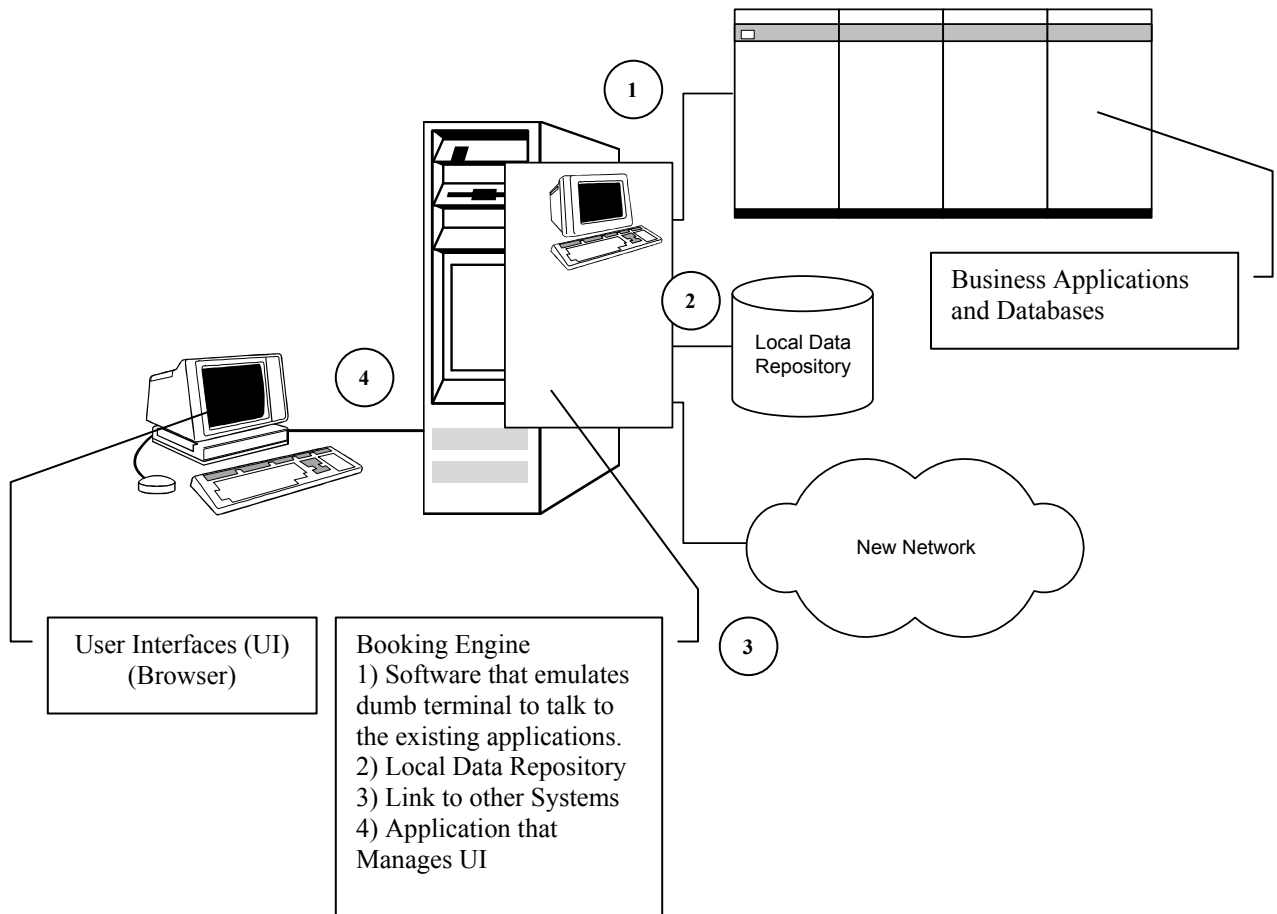 1
Business Applications
and Databases
2
Local Data
Repository
4
New Network
User Interfaces (UI)
(Browser)
Booking Engine
1) Software that emulates
dumb terminal to talk to
the existing applications.
2) Local Data Repository
3) Link to other Systems
4) Application that
Manages UI
3